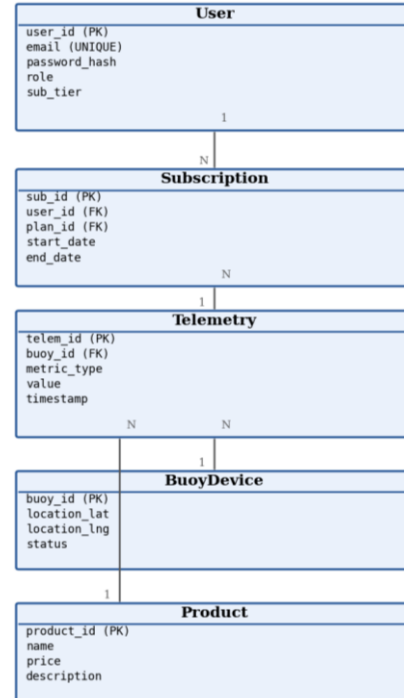 User
user_id (PK)
email (UNIQUE)
password_hash
role
sub_tier
1
N
Subscription
sub_id (PK)
user_id (FK)
plan_id (FK)
start_date
end_date
N
1
Telemetry
telem_id (PK)
buoy_id (FK)
metric_type
value
timestamp
N N
1
BuoyDevice
buoy_id (PK)
location_lat
location_lng
status
1
Product
product_id (PK)
name
price
description